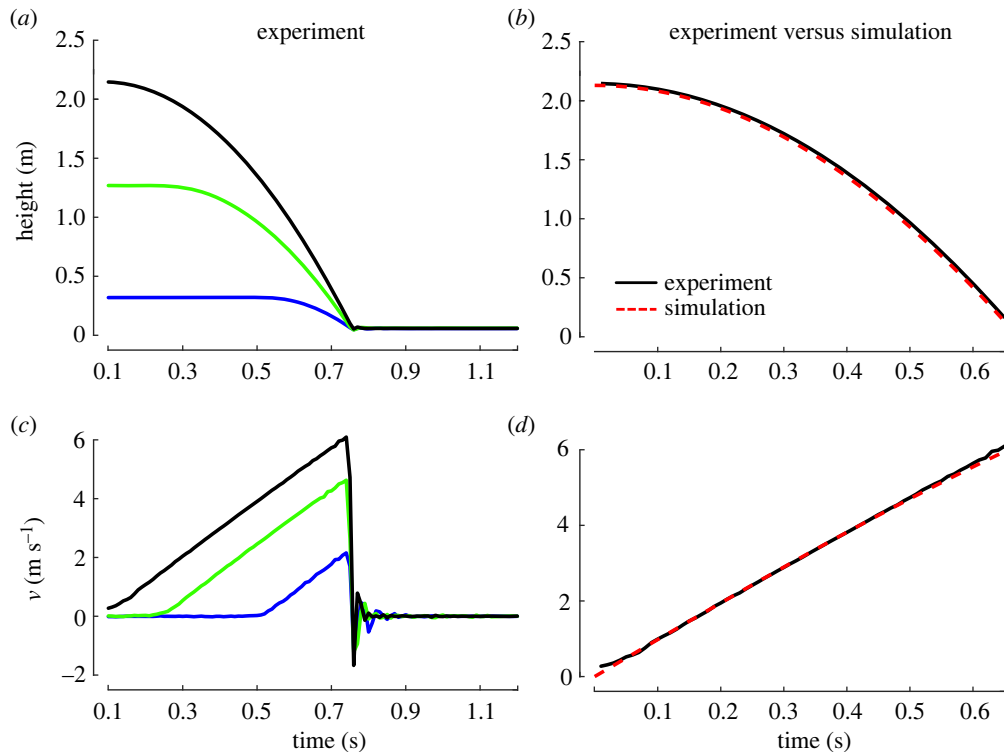 (a)
experiment
2.5
2.0
1.5
1.0
0.5
0
height (m)
0.1 0.3 0.5 0.7 0.9 1.1
(b)
experiment versus simulation
2.5
2.0
1.5
1.0
0.5
0
experiment
simulation
0.1 0.2 0.3 0.4 0.5 0.6
(c)
6
4
2
0
−2
v (m s⁻¹)
0.1 0.3 0.5 0.7 0.9 1.1
time (s)
(d)
6
4
2
0
0.1 0.2 0.3 0.4 0.5 0.6
time (s)